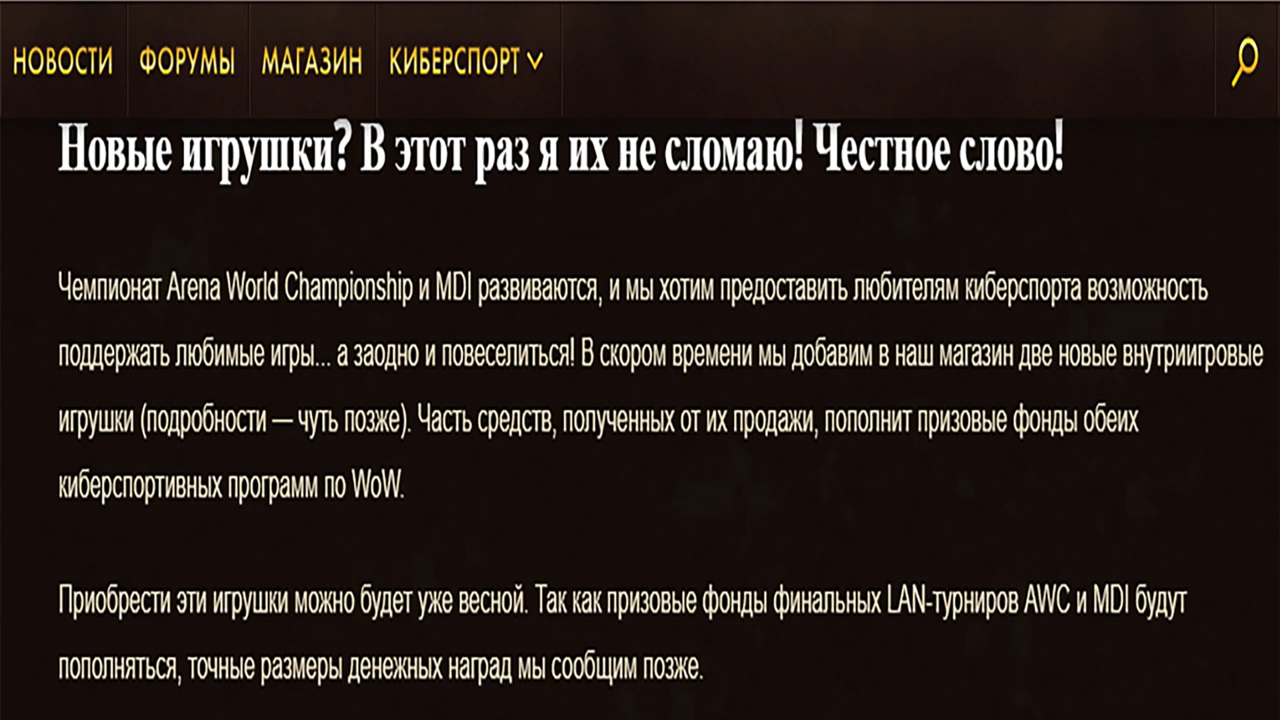 НОВОСТИ ФОРУМЫ МАГАЗИН КИБЕРСПОРТ
Новые игрушки? В этот раз я их не сломаю! Честное слово!
Чемпионат Arena World Championship и MDI развиваются, и мы хотим предоставить любителям киберспорта возможность
поддержать любимые игры... а заодно и повеселиться! В скором времени мы добавим в наш магазин две новые внутриигровые
игрушки (подробности — чуть позже). Часть средств, полученных от их продажи, пополнит призовые фонды обеих
киберспортивных программ по WoW.
Приобрести эти игрушки можно будет уже весной. Так как призовые фонды финальных LAN-турниров AWC и MDI будут
пополняться, точные размеры денежных наград мы сообщим позже.